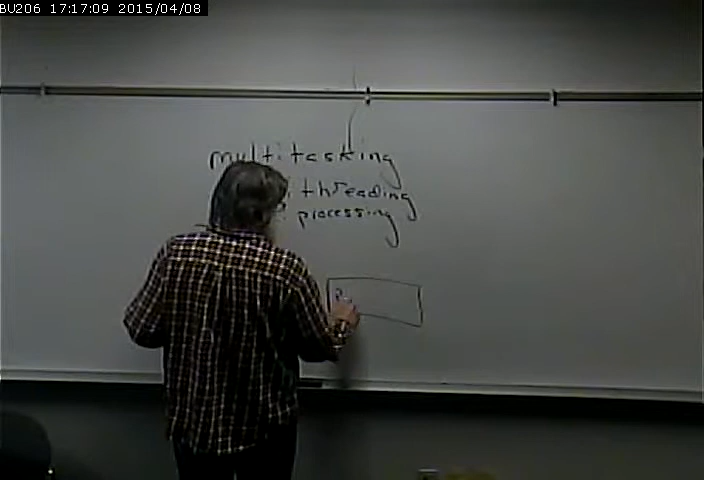 BU206 17:17:09 2015/04/08
multitasking
threading
processing